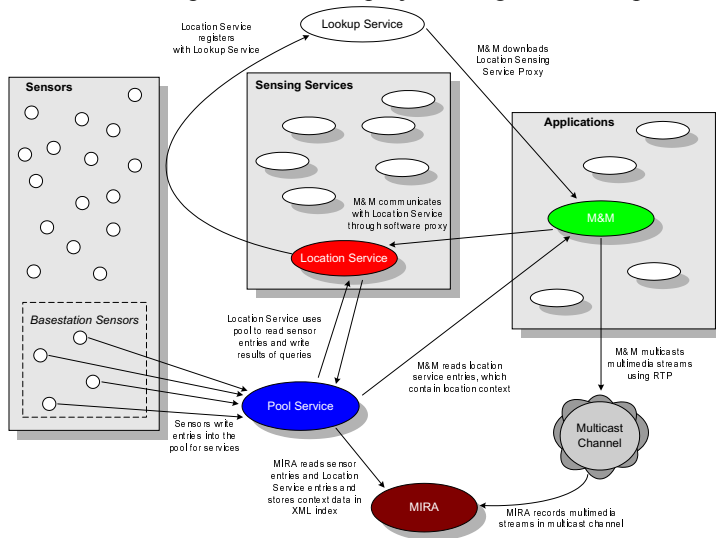 Lookup Service
Location Service
registers
with Lookup Service
M&M downloads
Location Sensing
Service Proxy
Sensors
Sensing Services
Applications
M&M communicates
with Location Service
through software proxy
M&M
Location Service
Basestation Sensors
Location Service uses
pool to read sensor
entries and write
results of queries
M&M reads location
service entries, which
contain location context
M&M multicasts
multimedia streams
using RTP
Pool Service
Sensors write
entries into the
pool for services
Multicast
Channel
MIRA reads sensor
entries and Location
Service entries and
stores context data in
XML index
MIRA
MIRA records multimedia
streams in multicast channel